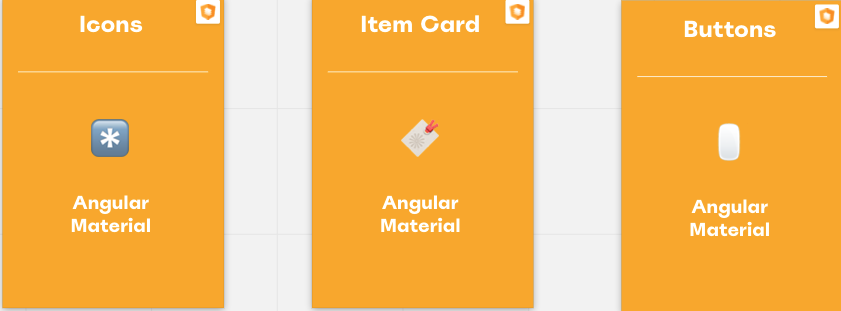 Icons
Angular
Material
Item Card
Angular
Material
Buttons
Angular
Material